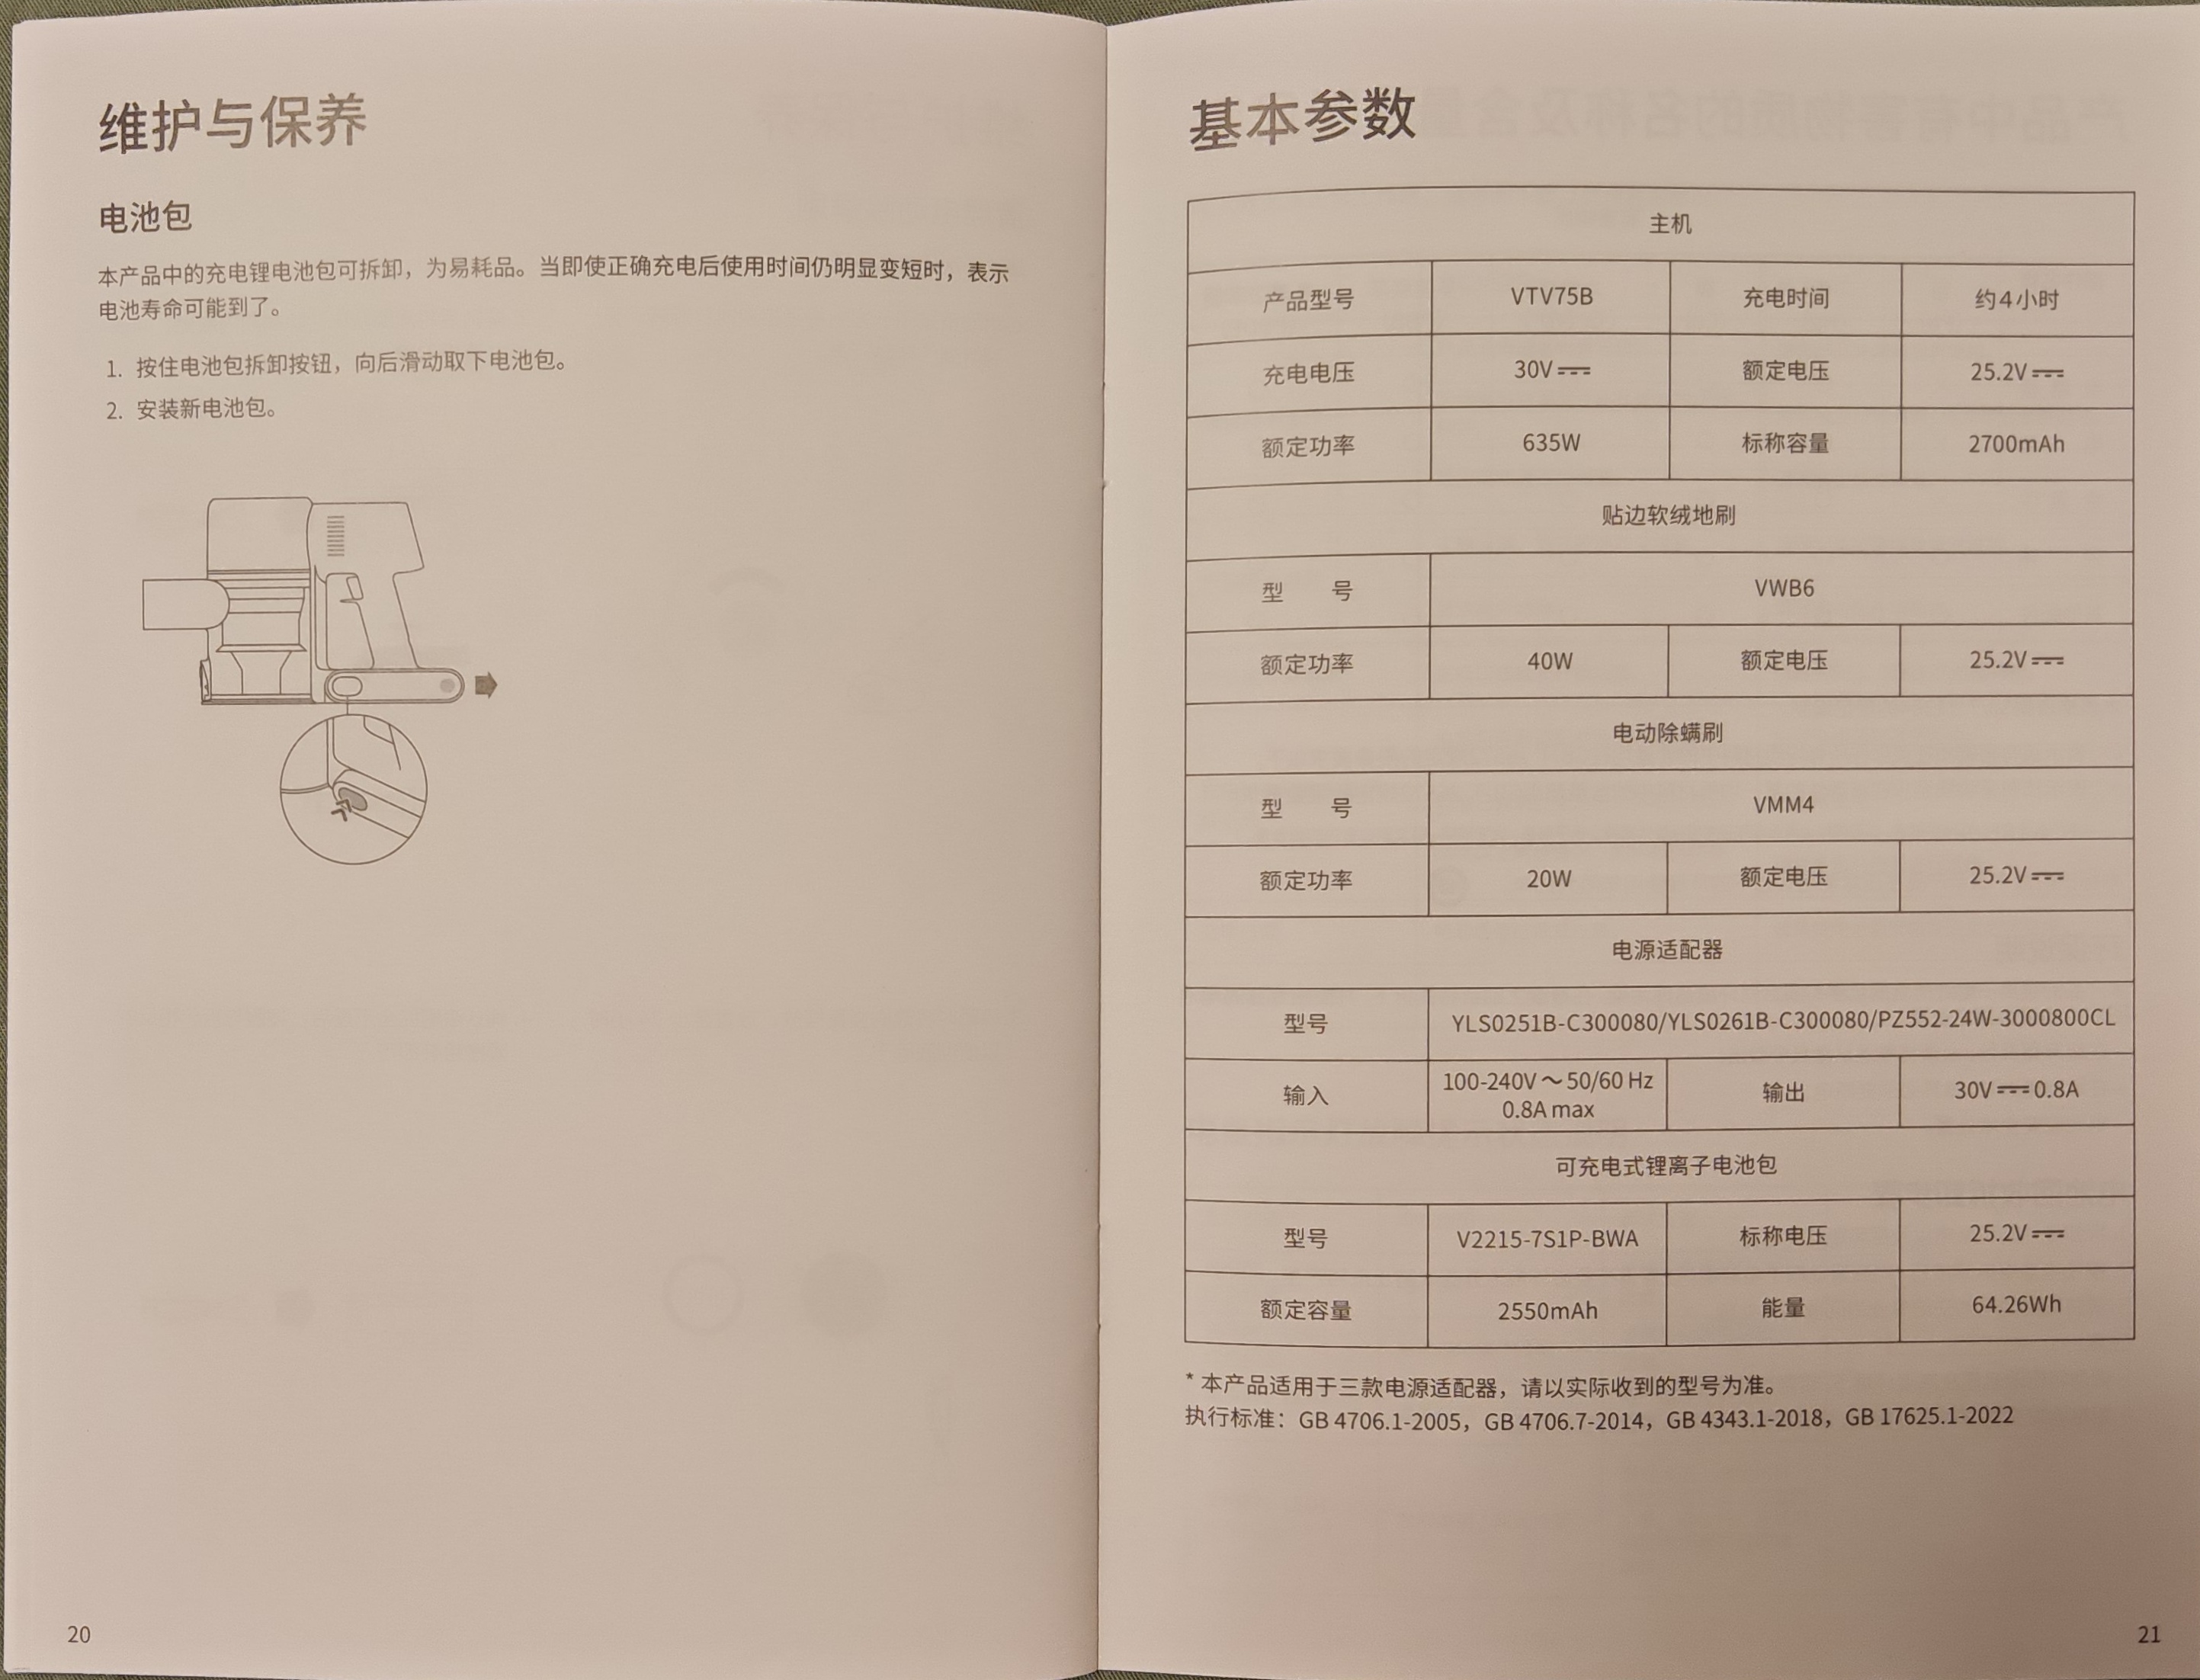 维护与保养
电池包
本产品中的充电锂电池包可拆卸，为易耗品。当即使正确充电后使用时间仍明显变短时，表示
电池寿命可能到了。
1. 按住电池包拆卸按钮，向后滑动取下电池包。
2. 安装新电池包。
20
基本参数
主机
产品型号 VTV75B 充电时间 约4小时
充电电压 30V⎓ 额定电压 25.2V⎓
额定功率 635W 标称容量 2700mAh
贴边软绒地刷
型 号 VWB6
额定功率 40W 额定电压 25.2V⎓
电动除螨刷
型 号 VMM4
额定功率 20W 额定电压 25.2V⎓
电源适配器
型号 YLS0251B-C300080/YLS0261B-C300080/PZ552-24W-3000800CL
输入 100-240V～50/60 Hz 输出 30V⎓0.8A
0.8A max
可充电式锂离子电池包
型号 V2215-7S1P-BWA 标称电压 25.2V⎓
额定容量 2550mAh 能量 64.26Wh
* 本产品适用于三款电源适配器，请以实际收到的型号为准。
执行标准：GB 4706.1-2005，GB 4706.7-2014，GB 4343.1-2018，GB 17625.1-2022
21